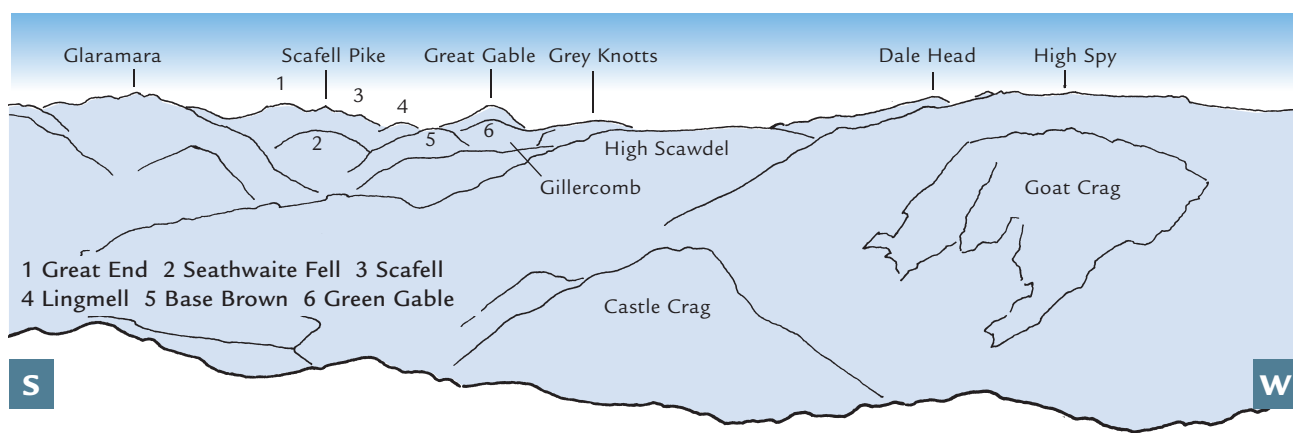 Glaramara Scafell Pike Great Gable Grey Knotts Dale Head High Spy
1 3
4
2 5 6
High Scawdel
Gillercomb Goat Crag
1 Great End 2 Seathwaite Fell 3 Scafell
4 Lingmell 5 Base Brown 6 Green Gable
Castle Crag
S W